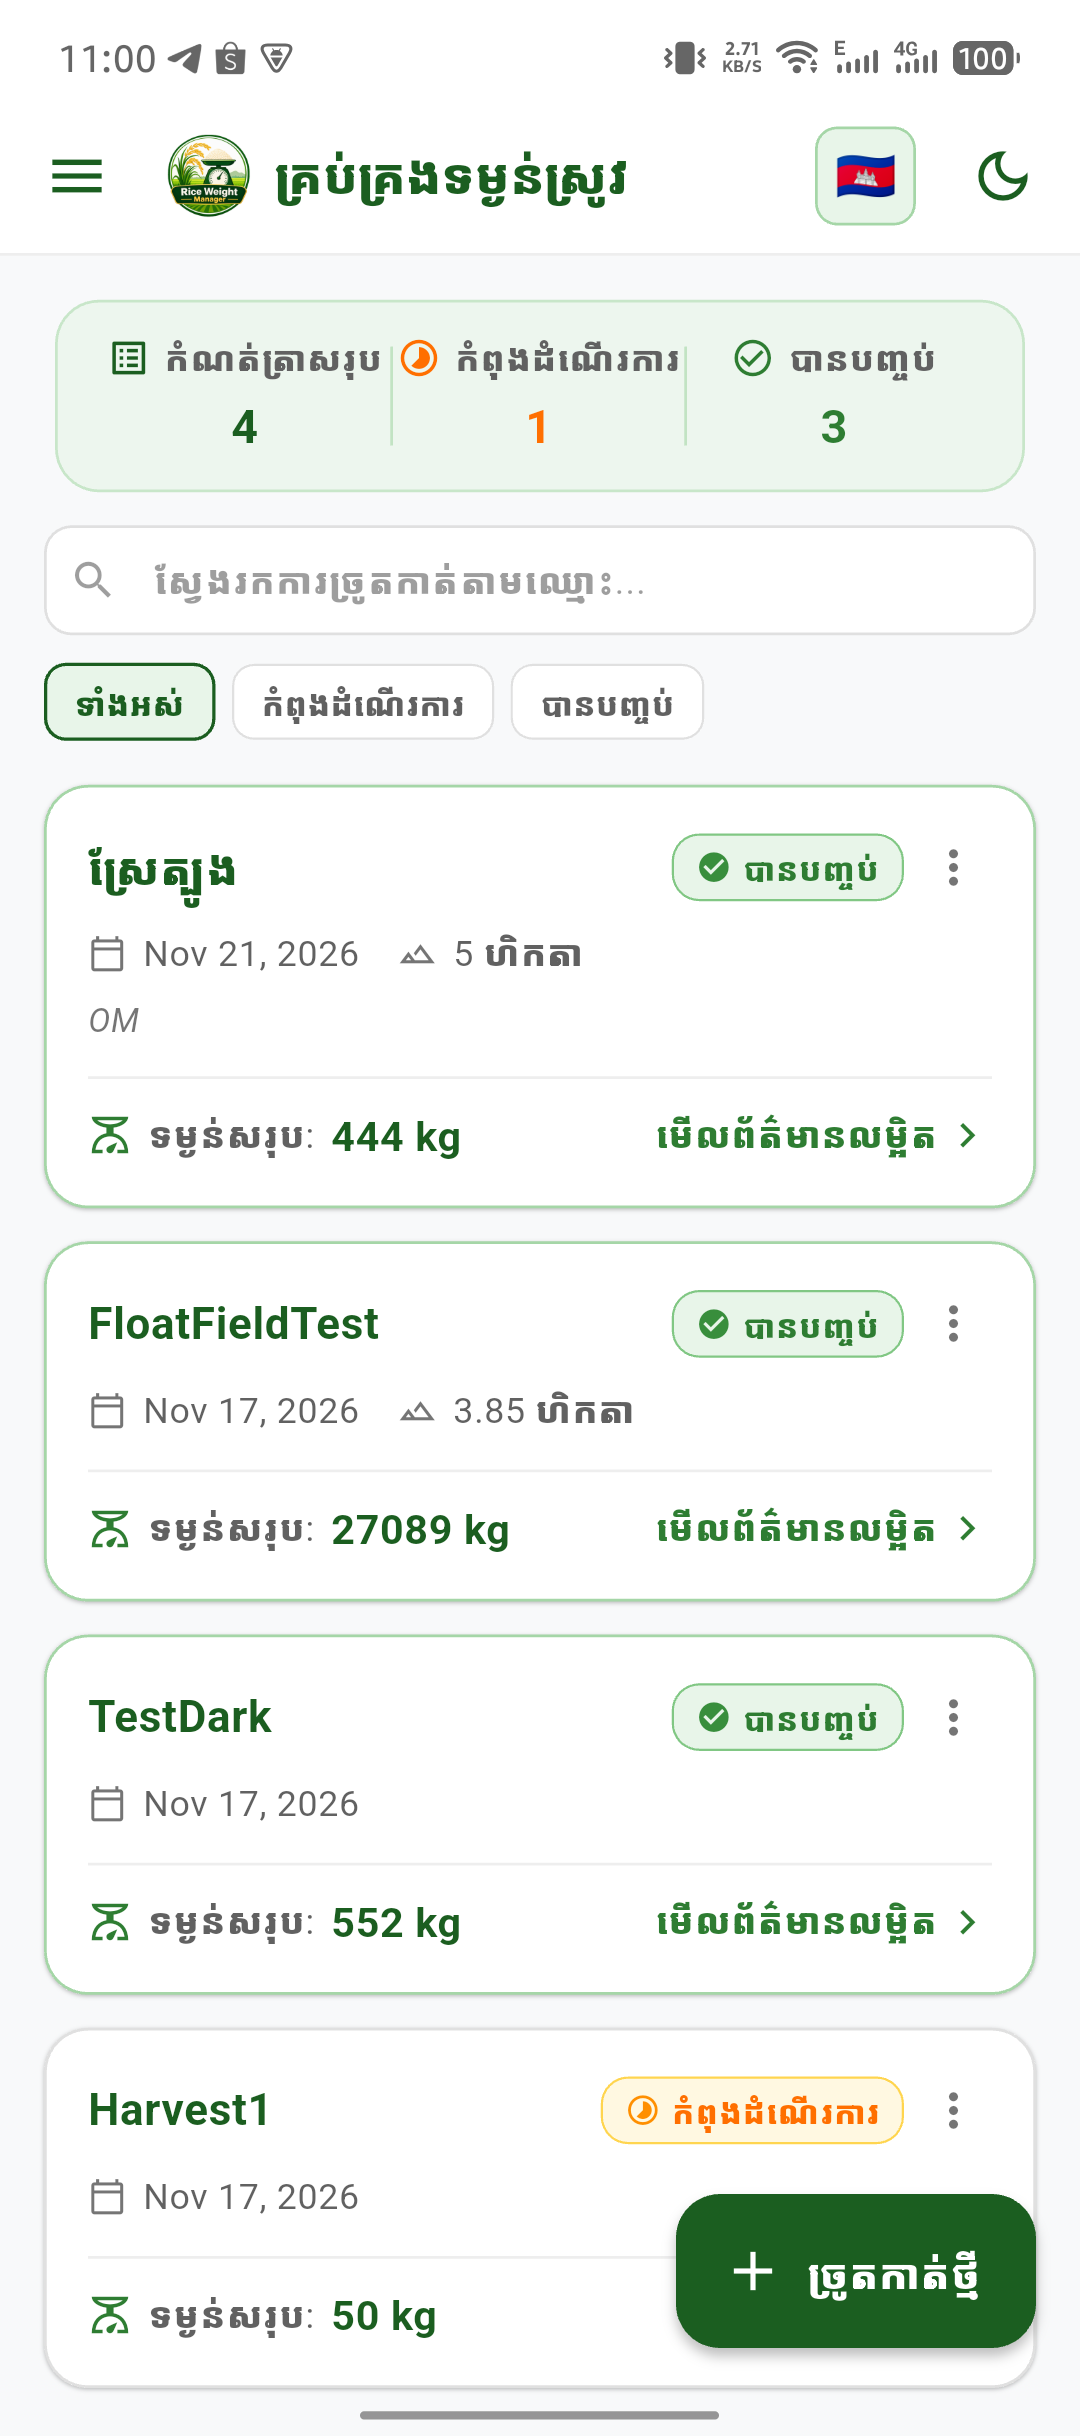 11:00
2.71 KB/S
E
4G
100
Rice Weight
Manager
គ្រប់គ្រងទម្ងន់ស្រូវ
កំណត់ត្រាសរុប
កំពុងដំណើរការ
បានបញ្ចប់
4
1
3
ស្វែងរកការច្រូតកាត់តាមឈ្មោះ...
ទាំងអស់
កំពុងដំណើរការ
បានបញ្ចប់
ស្រែត្បូង
បានបញ្ចប់
Nov 21, 2026
5 ហិកតា
OM
ទម្ងន់សរុប: 444 kg
មើលព័ត៌មានលម្អិត
FloatFieldTest
បានបញ្ចប់
Nov 17, 2026
3.85 ហិកតា
ទម្ងន់សរុប: 27089 kg
មើលព័ត៌មានលម្អិត
TestDark
បានបញ្ចប់
Nov 17, 2026
ទម្ងន់សរុប: 552 kg
មើលព័ត៌មានលម្អិត
Harvest1
កំពុងដំណើរការ
Nov 17, 2026
ទម្ងន់សរុប: 50 kg
ច្រូតកាត់ថ្មី